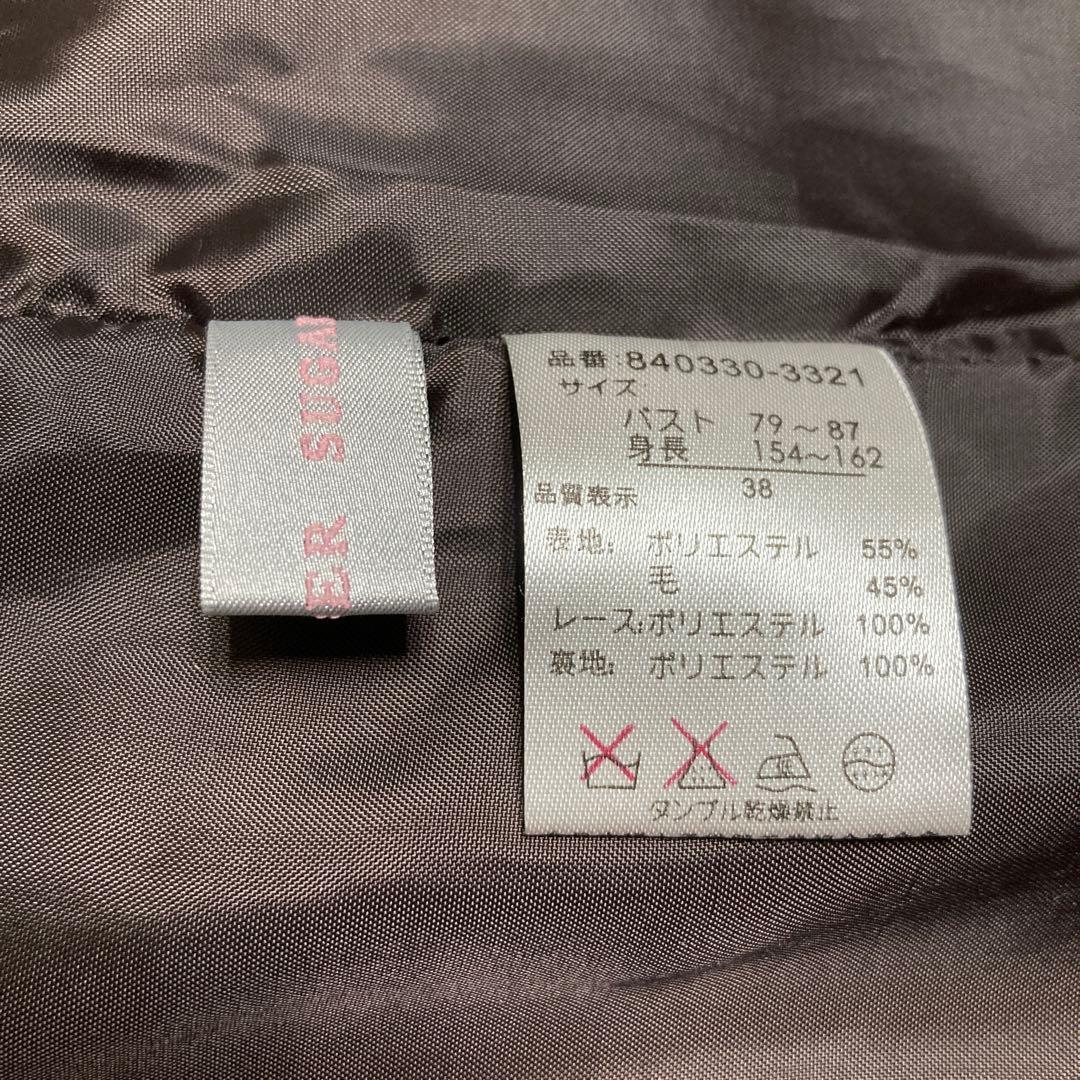 ER SUGAR
品番:840330-3321
サイズ
バスト 79~87
身長 154~162
38
品質表示
表地: ポリエステル 55%
毛 45%
レース:ポリエステル 100%
裏地: ポリエステル 100%
タンブル乾燥禁止